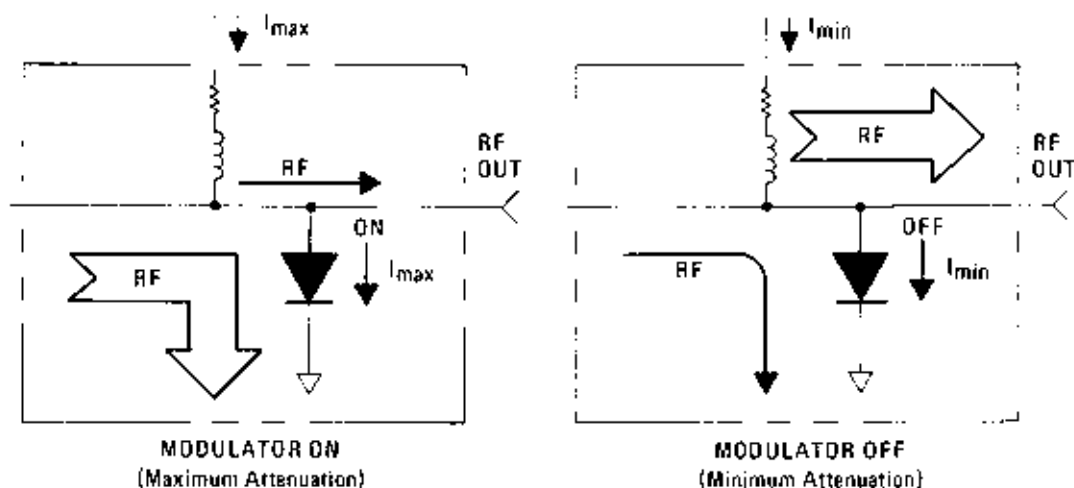 Imax
RF
RF
OUT
ON
Imax
RF
MODULATOR ON
(Maximum Attenuation)
Imin
RF
RF
OUT
OFF
Imin
RF
MODULATOR OFF
(Minimum Attenuation)